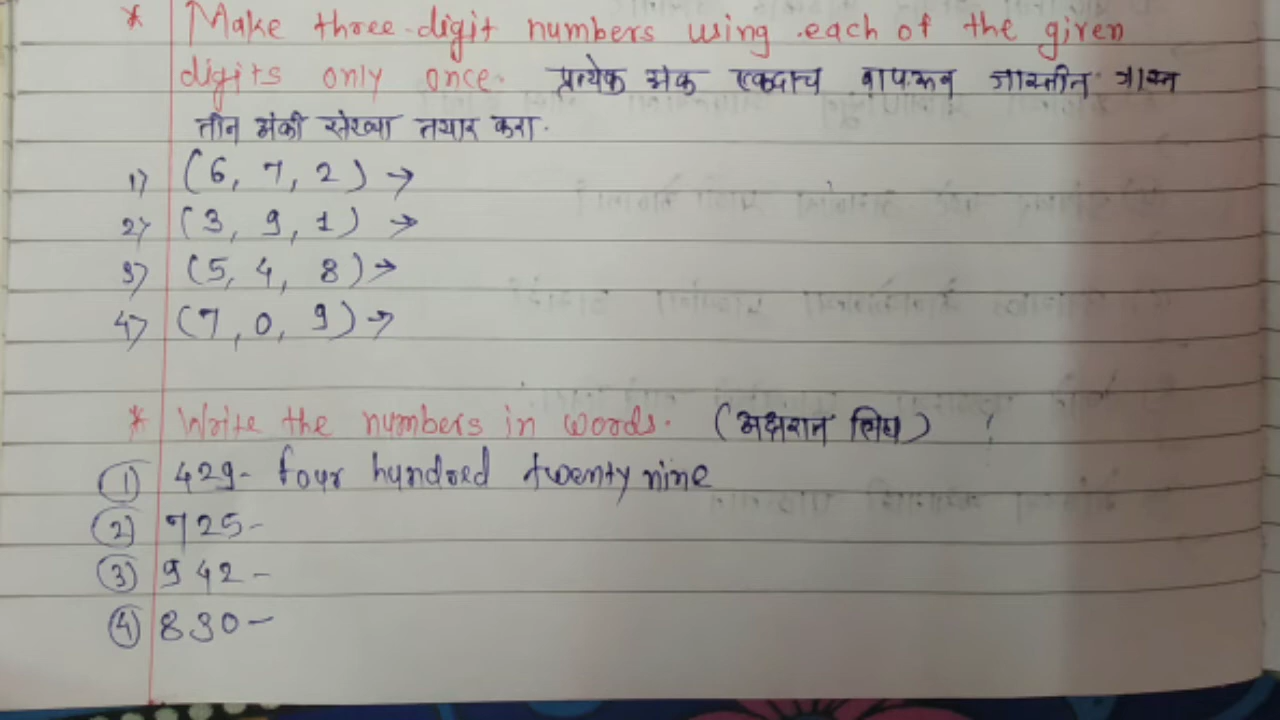 * Make three-digit numbers using each of the given
digits only once. प्रत्येक अंक एकदाच वापरून जास्तीत जास्त
तीन अंकी संख्या तयार करा.
1) (6, 7, 2) →
2) (3, 9, 1) →
3) (5, 4, 8) →
4) (7, 0, 9) →
* Write the numbers in words. (अक्षरात लिहा)
① 429- four hundred twenty nine
② 725-
③ 942-
④ 830-